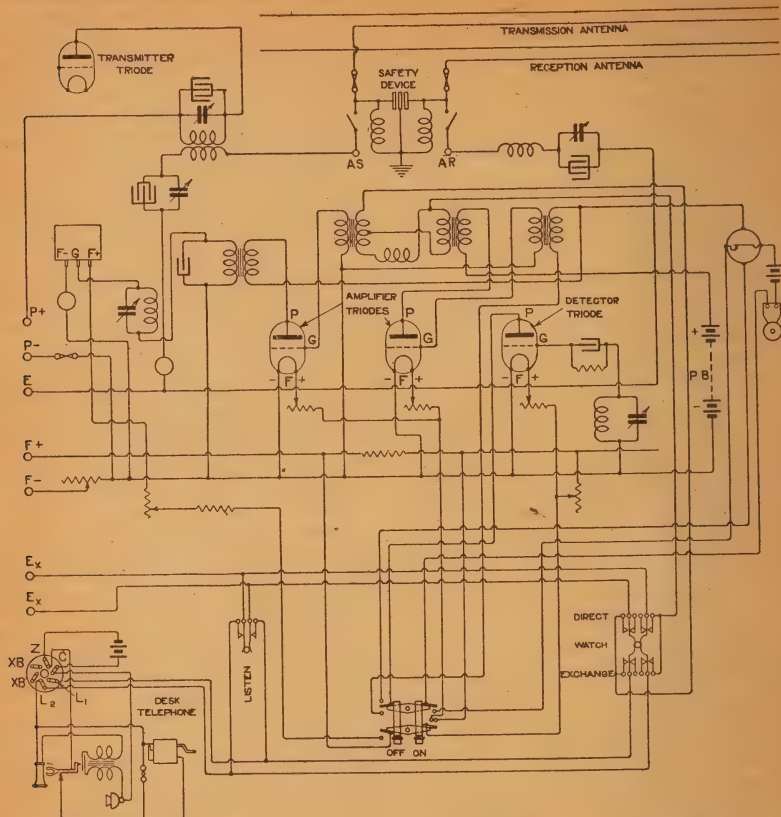 TRANSMISSION ANTENNA
TRANSMITTER
TRIODE
SAFETY
DEVICE
RECEPTION ANTENNA
AS
AR
F- G F+
P+
P-
E
F+
F-
AMPLIFIER
TRIODES
P
G
- F +
P
G
- F +
DETECTOR
TRIODE
P
G
- F +
+
PB
-
Ex
Ex
LISTEN
DIRECT
WATCH
EXCHANGE
Z
C
XB
XB
L2
L1
DESK
TELEPHONE
OFF ON